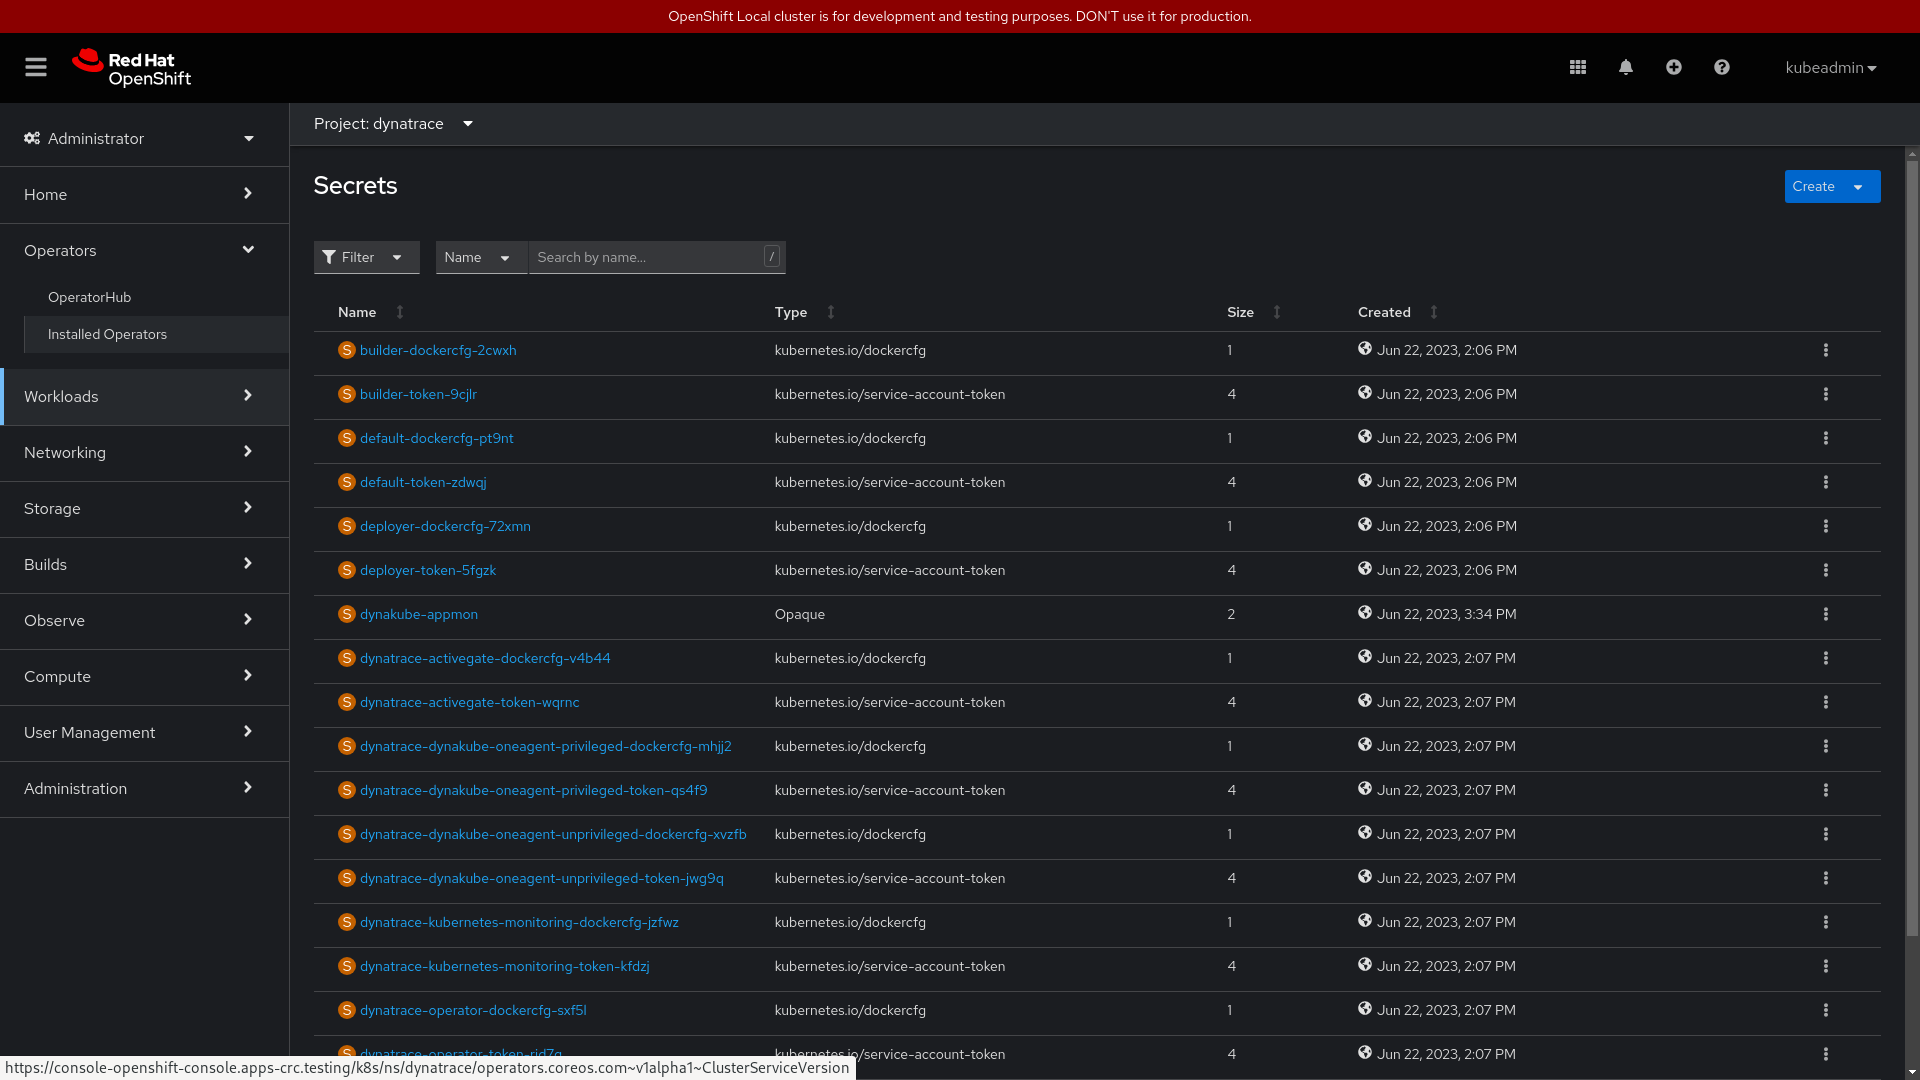 OpenShift Local cluster is for development and testing purposes. DON'T use it for production.
Red Hat
OpenShift
kubeadmin
Administrator
Home
Operators
OperatorHub
Installed Operators
Workloads
Networking
Storage
Builds
Observe
Compute
User Management
Administration
Project: dynatrace
Secrets
Create
Filter Name Search by name... /
Name Type Size Created
S builder-dockercfg-2cwxh kubernetes.io/dockercfg 1 Jun 22, 2023, 2:06 PM
S builder-token-9cjlr kubernetes.io/service-account-token 4 Jun 22, 2023, 2:06 PM
S default-dockercfg-pt9nt kubernetes.io/dockercfg 1 Jun 22, 2023, 2:06 PM
S default-token-zdwqj kubernetes.io/service-account-token 4 Jun 22, 2023, 2:06 PM
S deployer-dockercfg-72xmn kubernetes.io/dockercfg 1 Jun 22, 2023, 2:06 PM
S deployer-token-5fgzk kubernetes.io/service-account-token 4 Jun 22, 2023, 2:06 PM
S dynakube-appmon Opaque 2 Jun 22, 2023, 3:34 PM
S dynatrace-activegate-dockercfg-v4b44 kubernetes.io/dockercfg 1 Jun 22, 2023, 2:07 PM
S dynatrace-activegate-token-wqrnc kubernetes.io/service-account-token 4 Jun 22, 2023, 2:07 PM
S dynatrace-dynakube-oneagent-privileged-dockercfg-mhjj2 kubernetes.io/dockercfg 1 Jun 22, 2023, 2:07 PM
S dynatrace-dynakube-oneagent-privileged-token-qs4f9 kubernetes.io/service-account-token 4 Jun 22, 2023, 2:07 PM
S dynatrace-dynakube-oneagent-unprivileged-dockercfg-xvzfb kubernetes.io/dockercfg 1 Jun 22, 2023, 2:07 PM
S dynatrace-dynakube-oneagent-unprivileged-token-jwg9q kubernetes.io/service-account-token 4 Jun 22, 2023, 2:07 PM
S dynatrace-kubernetes-monitoring-dockercfg-jzfwz kubernetes.io/dockercfg 1 Jun 22, 2023, 2:07 PM
S dynatrace-kubernetes-monitoring-token-kfdzj kubernetes.io/service-account-token 4 Jun 22, 2023, 2:07 PM
S dynatrace-operator-dockercfg-sxf5l kubernetes.io/dockercfg 1 Jun 22, 2023, 2:07 PM
S kubernetes.io/service-account-token 4 Jun 22, 2023, 2:07 PM
https://console-openshift-console.apps-crc.testing/k8s/ns/dynatrace/operators.coreos.com~v1alpha1~ClusterServiceVersion